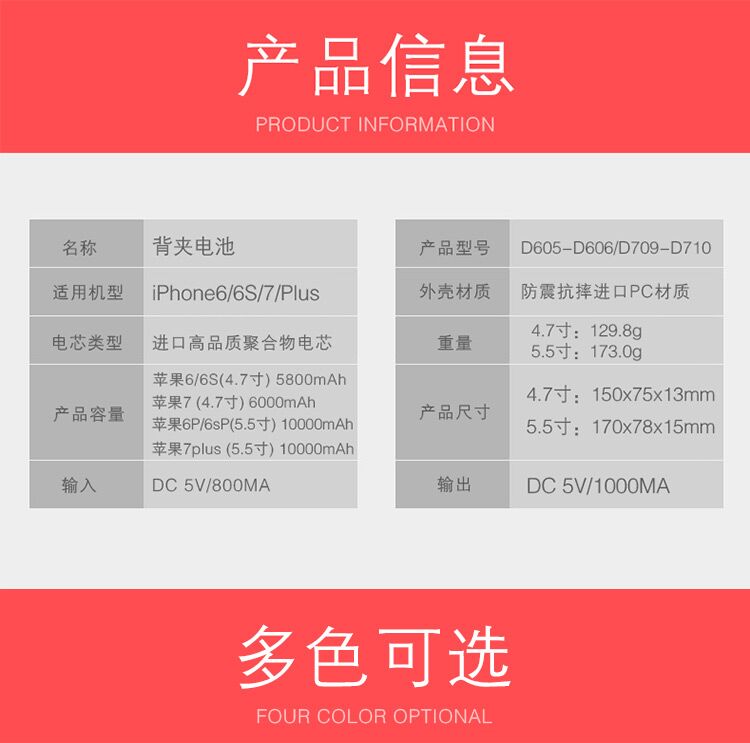 产品信息
PRODUCT INFORMATION
名称 背夹电池
适用机型 iPhone6/6S/7/Plus
电芯类型 进口高品质聚合物电芯
产品容量
苹果6/6S(4.7寸) 5800mAh
苹果7 (4.7寸) 6000mAh
苹果6P/6sP(5.5寸) 10000mAh
苹果7plus (5.5寸) 10000mAh
输入 DC 5V/800MA
产品型号 D605-D606/D709-D710
外壳材质 防震抗摔进口PC材质
重量
4.7寸：129.8g
5.5寸：173.0g
产品尺寸
4.7寸：150x75x13mm
5.5寸：170x78x15mm
输出 DC 5V/1000MA
多色可选
FOUR COLOR OPTIONAL